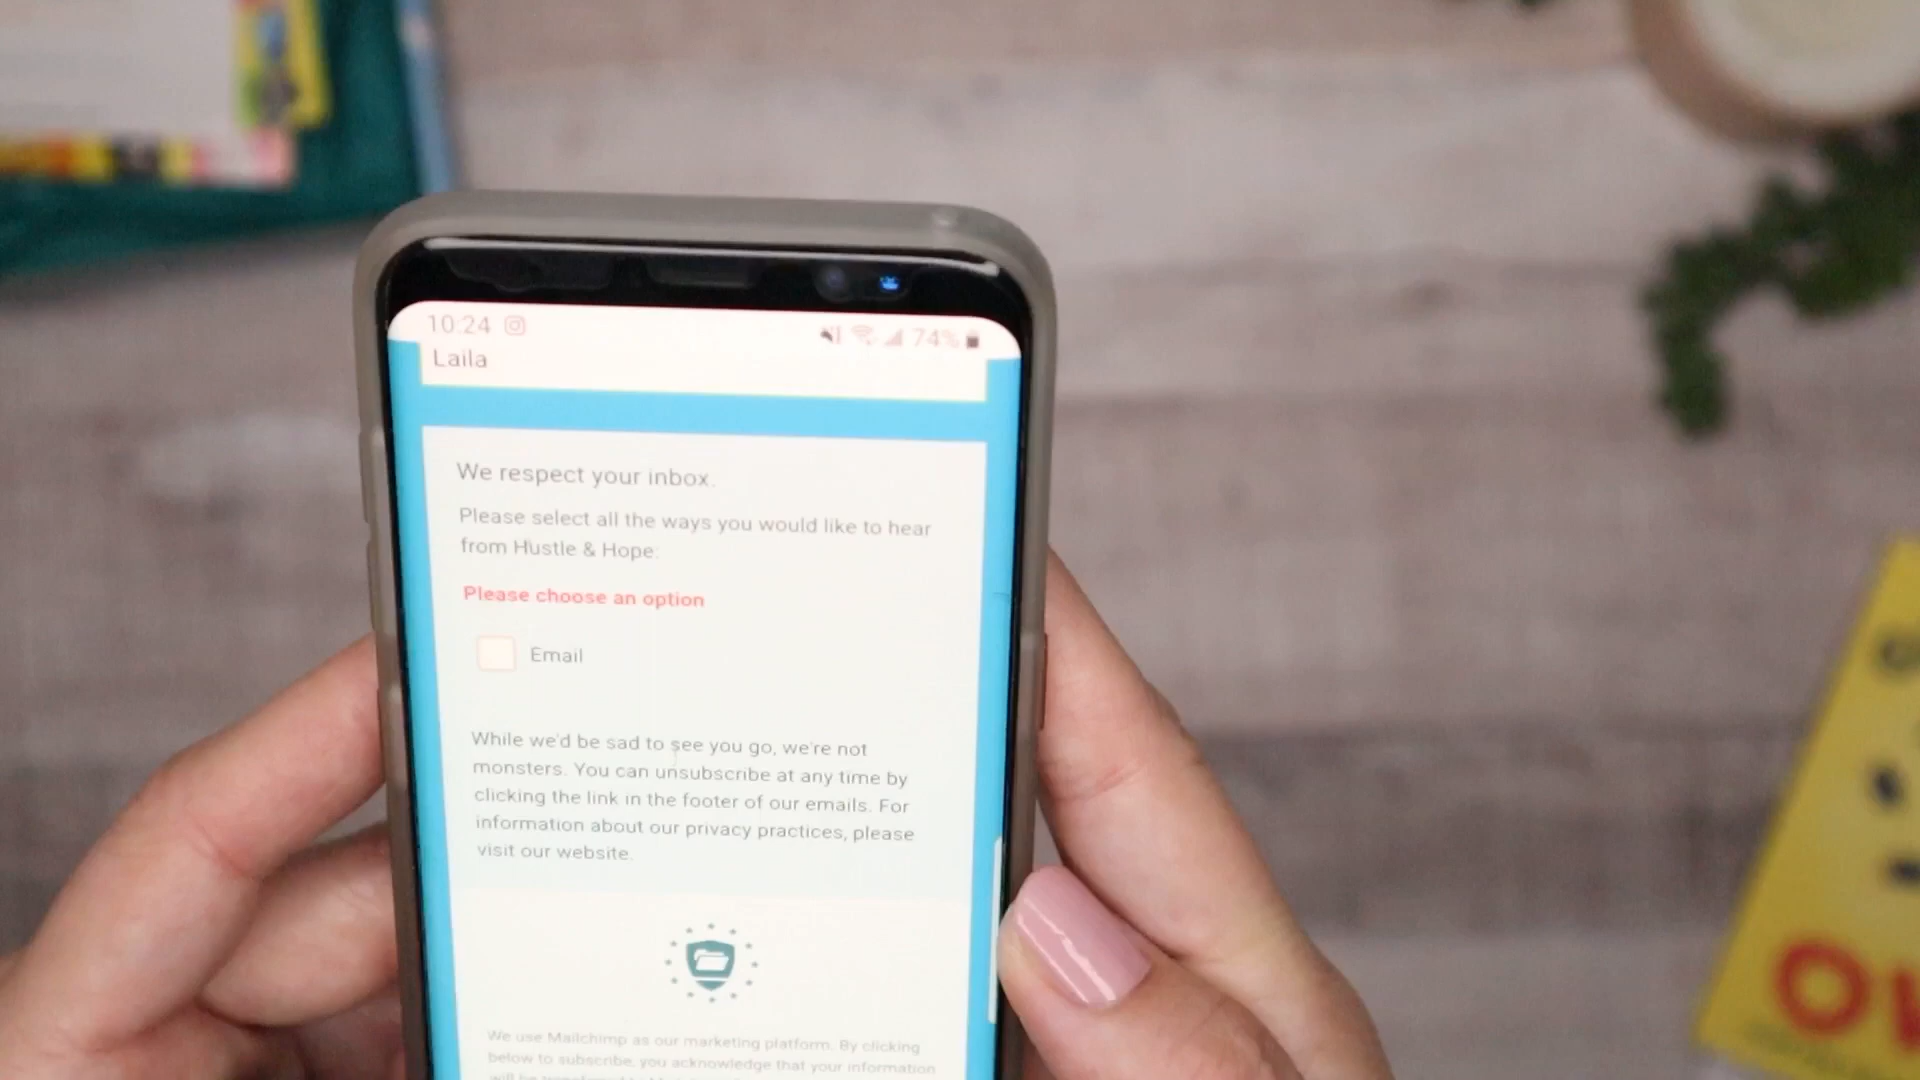 10:24
74%
Laila
We respect your inbox.
Please select all the ways you would like to hear
from Hustle & Hope:
Please choose an option
Email
While we'd be sad to see you go, we're not
monsters. You can unsubscribe at any time by
clicking the link in the footer of our emails. For
information about our privacy practices, please
visit our website.
We use Mailchimp as our marketing platform. By clicking
below to subscribe, you acknowledge that your information
will be transferred to